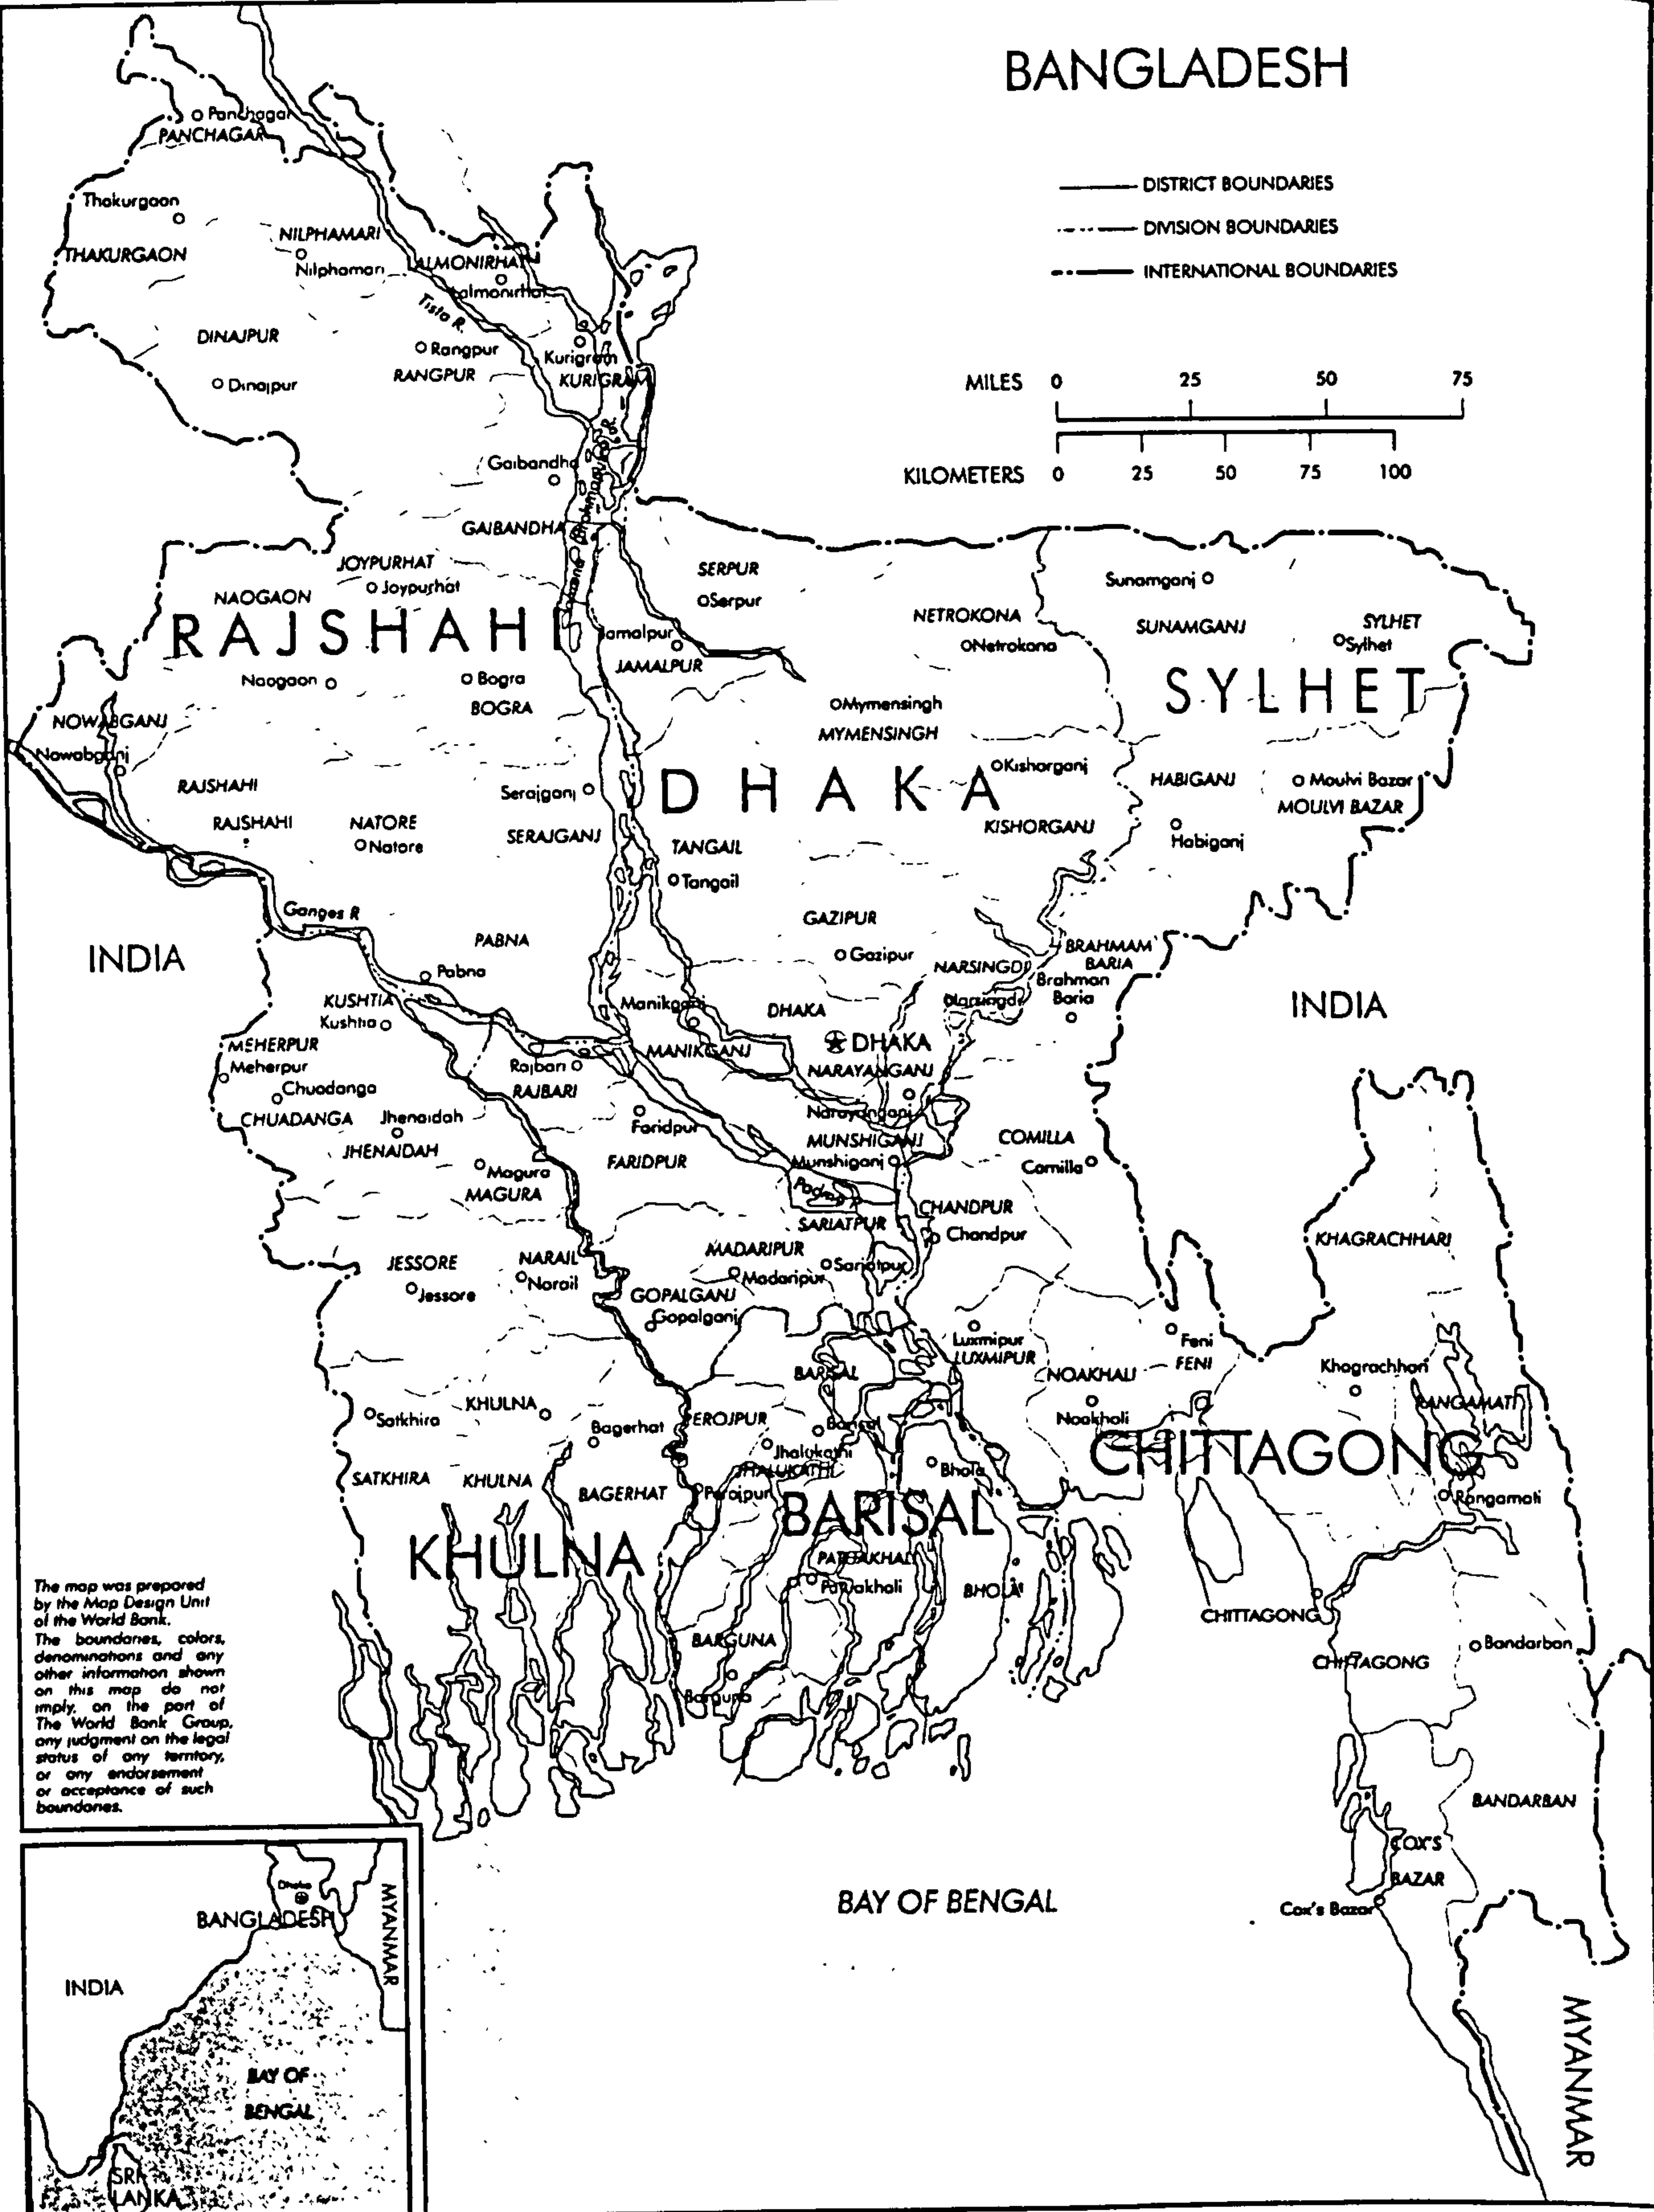 BANGLADESH
DISTRICT BOUNDARIES
DIVISION BOUNDARIES
INTERNATIONAL BOUNDARIES
MILES 0 25 50 75
KILOMETERS 0 25 50 75 100
Panchagar
PANCHAGAR
Thakurgaon
THAKURGAON
NILPHAMARI
Nilphamari
LALMONIRHAT
Lalmonirhat
Tista R.
DINAJPUR
Dinajpur
Rangpur
RANGPUR
Kurigram
KURIGRAM
Gaibandha
GAIBANDHA
JOYPURHAT
Joypurhat
NAOGAON
RAJSHAHI
Naogaon
Bogra
BOGRA
SERPUR
Serpur
Jamalpur
JAMALPUR
NETROKONA
Netrokona
Sunamganj
SUNAMGANJ
SYLHET
Sylhet
SYLHET
Mymensingh
MYMENSINGH
NOWABGANJ
Nowabganj
RAJSHAHI
RAJSHAHI
NATORE
Natore
Serajganj
SERAJGANJ
DHAKA
Kishorganj
KISHORGANJ
HABIGANJ
Habiganj
Moulvi Bazar
MOULVI BAZAR
TANGAIL
Tangail
Ganges R
INDIA
PABNA
Pabna
GAZIPUR
Gazipur
NARSINGDI
Narsingdi
BRAHMAM
BARIA
Brahman
Baria
INDIA
KUSHTIA
Kushtia
Manikganj
MANIKGANJ
DHAKA
DHAKA
MEHERPUR
Meherpur
Chuadanga
CHUADANGA
Jhenaidah
JHENAIDAH
Rajbari
RAJBARI
Faridpur
FARIDPUR
NARAYANGANJ
Narayanganj
MUNSHIGANJ
Munshiganj
Padma
COMILLA
Comilla
Magura
MAGURA
SARIATPUR
Sariatpur
CHANDPUR
Chandpur
MADARIPUR
Madaripur
JESSORE
Jessore
NARAIL
Narail
GOPALGANJ
Gopalganj
KHAGRACHHARI
Khagrachhari
Luxmipur
LUXMIPUR
Feni
FENI
NOAKHALI
Noakholi
BARISAL
Barisal
RANGAMATI
Rangamati
Satkhira
SATKHIRA
KHULNA
KHULNA
Bagerhat
BAGERHAT
PEROJPUR
Perojpur
Jhalukathi
JHALUKATHI
Bhola
BHOLA
CHITTAGONG
BARISAL
KHULNA
PATUAKHALI
Patuakhali
BARGUNA
Barguna
CHITTAGONG
CHITTAGONG
Bandarban
BANDARBAN
COX'S
BAZAR
Cox's Bazar
BAY OF BENGAL
MYANMAR
The map was prepared
by the Map Design Unit
of the World Bank.
The boundaries, colors,
denominations and any
other information shown
on this map do not
imply, on the part of
The World Bank Group,
any judgment on the legal
status of any territory,
or any endorsement
or acceptance of such
boundaries.
Dhaka
BANGLADESH
MYANMAR
INDIA
BAY OF
BENGAL
SRI
LANKA